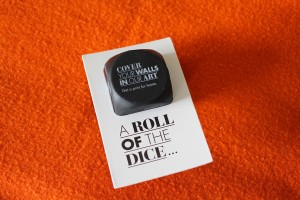 COVER
YOUR WALLS
IN OUR ART
A ROLL
OF THE
DICE...